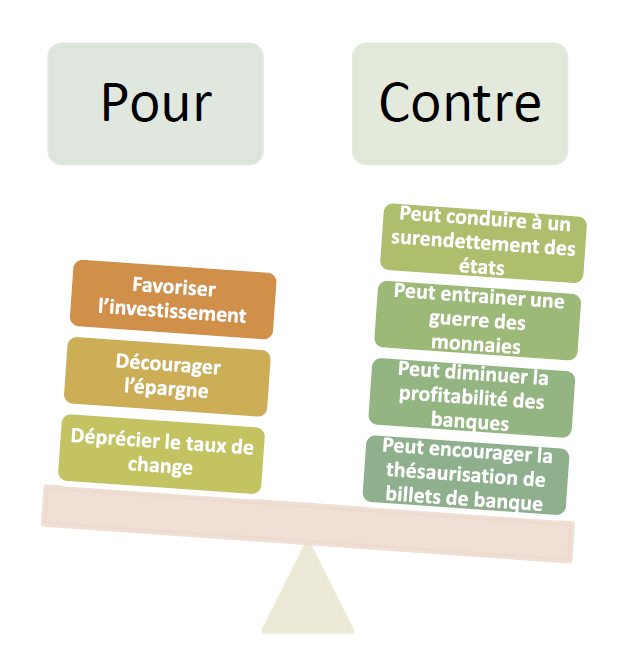 Pour
Contre
Favoriser
l’investissement
Décourager
l’épargne
Déprécier le taux de
change
Peut conduire à un
surendettement des
états
Peut entrainer une
guerre des
monnaies
Peut diminuer la
profitabilité des
banques
Peut encourager la
thésaurisation de
billets de banque